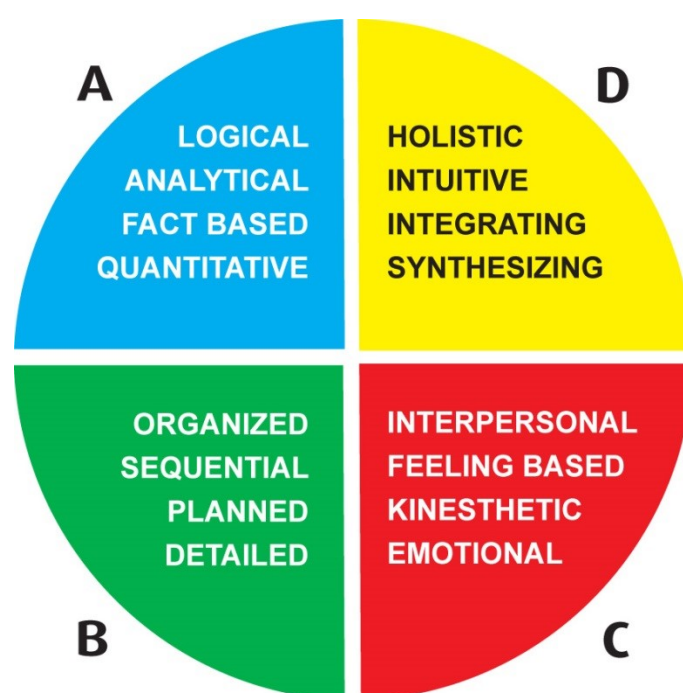 A
LOGICAL
ANALYTICAL
FACT BASED
QUANTITATIVE
D
HOLISTIC
INTUITIVE
INTEGRATING
SYNTHESIZING
B
ORGANIZED
SEQUENTIAL
PLANNED
DETAILED
C
INTERPERSONAL
FEELING BASED
KINESTHETIC
EMOTIONAL